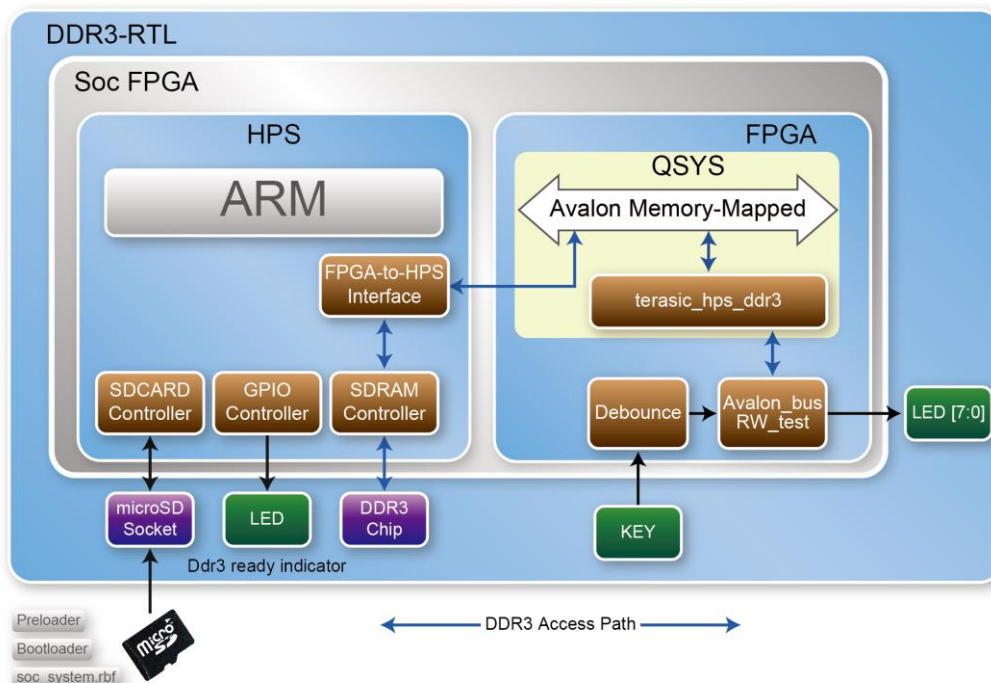 DDR3-RTL
Soc FPGA
HPS
FPGA
ARM
QSYS
Avalon Memory-Mapped
FPGA-to-HPS
Interface
terasic_hps_ddr3
SDCARD
Controller
GPIO
Controller
SDRAM
Controller
Debounce
Avalon_bus
RW_test
LED [7:0]
microSD
Socket
LED
DDR3
Chip
KEY
Ddr3 ready indicator
Preloader
Bootloader
soc_system.rbf
micro
SD
DDR3 Access Path